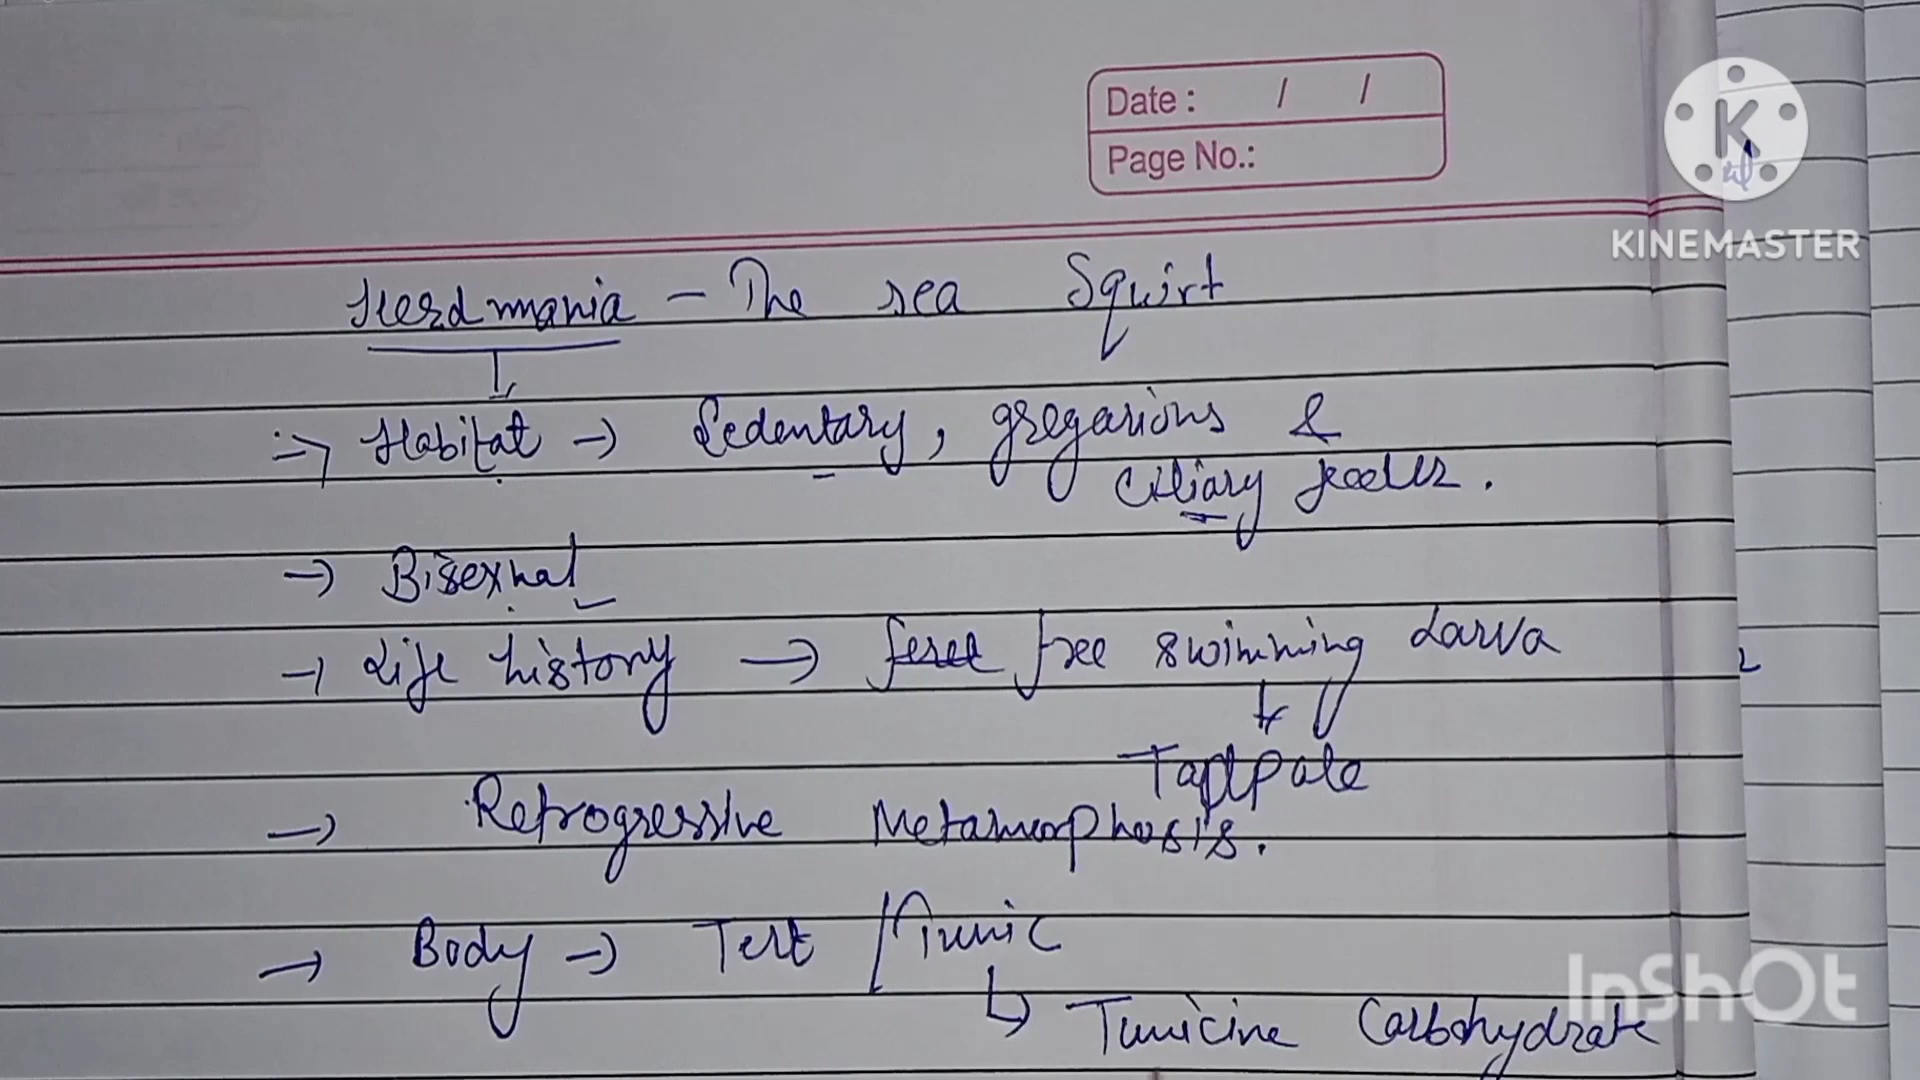 Date : / /
Page No.:
K
KINEMASTER
Herdmania - The sea Squirt
→ Habitat → Sedentary, gregarious &
Ciliary feeder.
→ Bisexual
→ Life history → free swimming Larva
Tadpole
→ Retrogressive Metamorphosis.
→ Body → Test / Tunic
↳ Tunicine Carbohydrate
InShOt